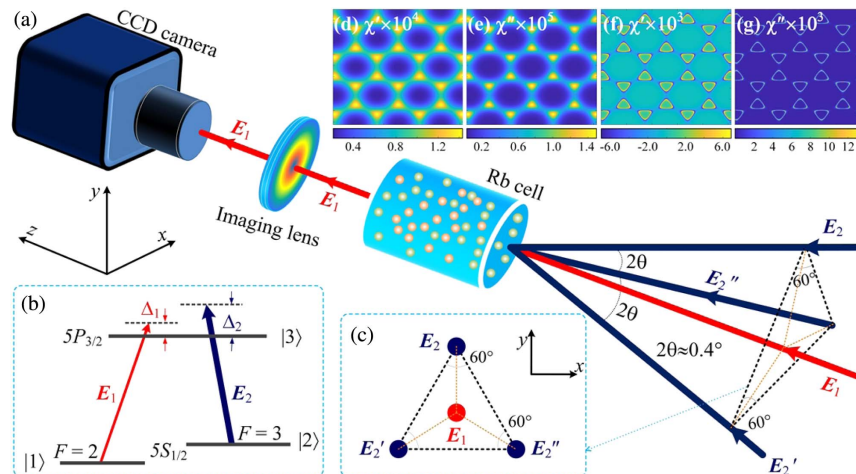 (a)
CCD camera
E₁
E₁
Imaging lens
Rb cell
y
z
x
(d) χ′×10⁴
(e) χ″×10⁵
(f) χ′×10³
(g) χ″×10³
0.4 0.8 1.2
0.2 0.6 1.0 1.4
-6.0 -2.0 2.0 6.0
2 4 6 8 10 12
E₂
2θ
E₂″
60°
2θ
2θ≈0.4°
E₁
60°
E₂′
(b)
Δ₁
Δ₂
5P₃/₂
|3⟩
E₁
E₂
F = 2
5S₁/₂
F = 3
|2⟩
|1⟩
(c)
E₂
60°
y
x
60°
E₁
E₂′
E₂″